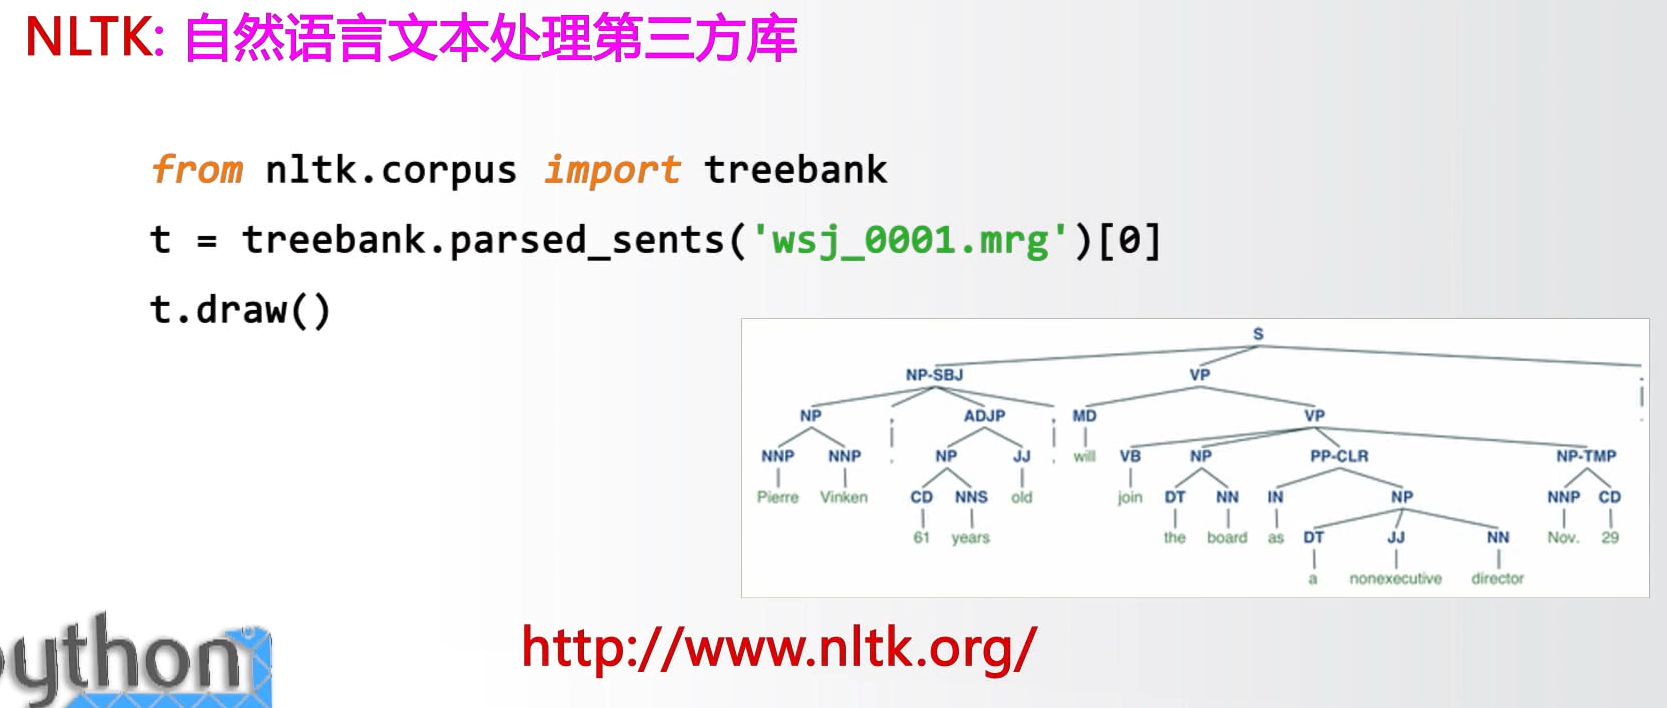 NLTK: 自然语言文本处理第三方库
from nltk.corpus import treebank
t = treebank.parsed_sents('wsj_0001.mrg')[0]
t.draw()
S
NP-SBJ VP .
NP , ADJP , MD VP .
NNP NNP , NP JJ , will VB NP PP-CLR NP-TMP
Pierre Vinken CD NNS old join DT NN IN NP NNP CD
61 years the board as DT JJ NN Nov. 29
a nonexecutive director
ython
http://www.nltk.org/